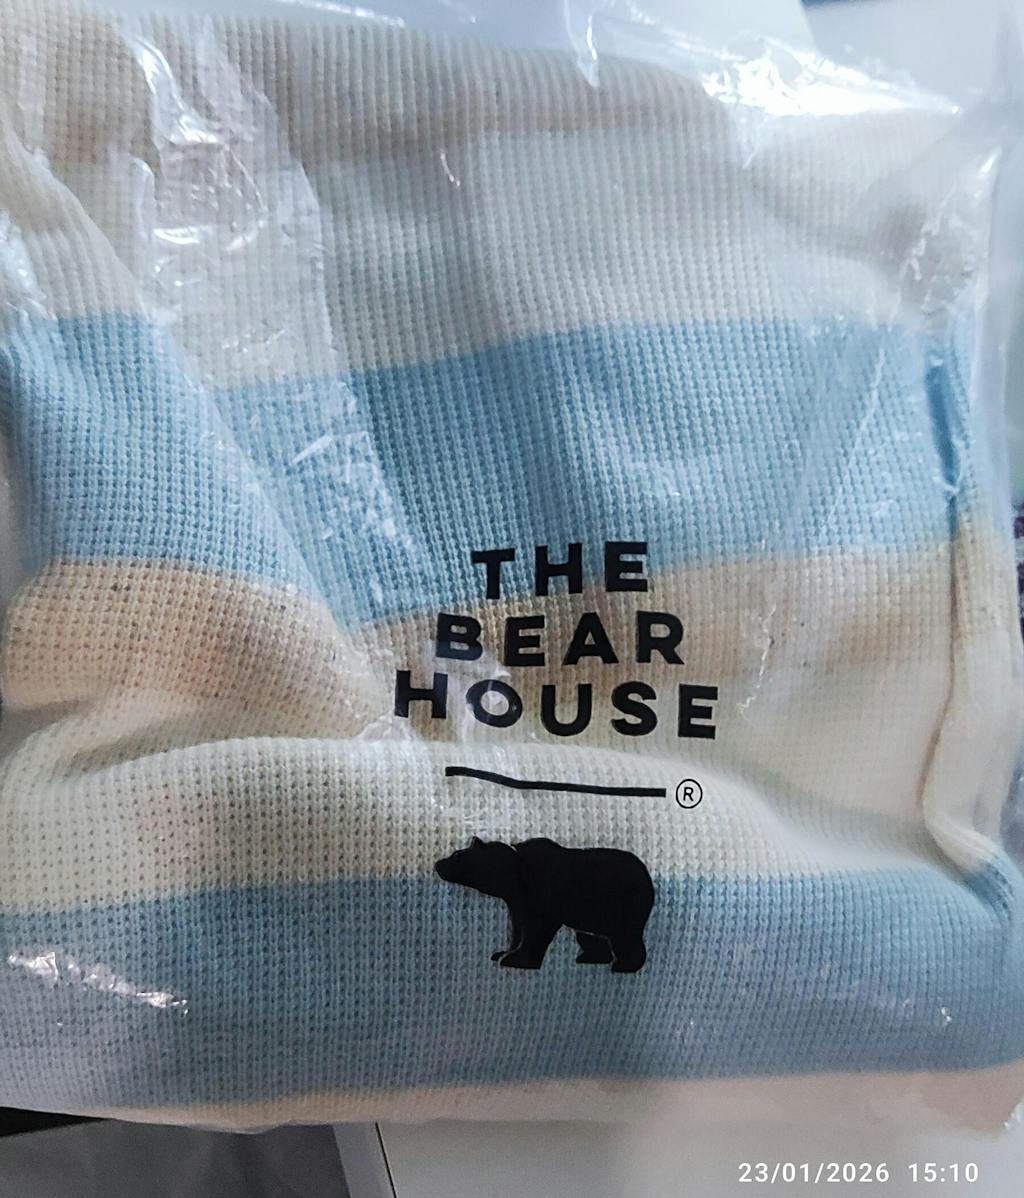 THE
BEAR
HOUSE
®
23/01/2026 15:10